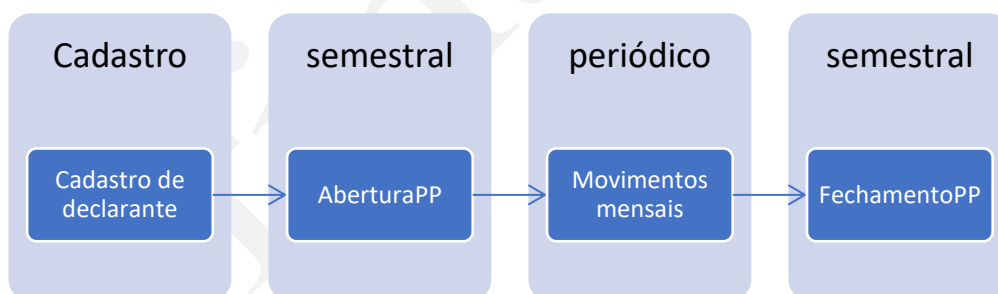 Cadastro
semestral
periódico
semestral
Cadastro de
declarante
AberturaPP
Movimentos
mensais
FechamentoPP